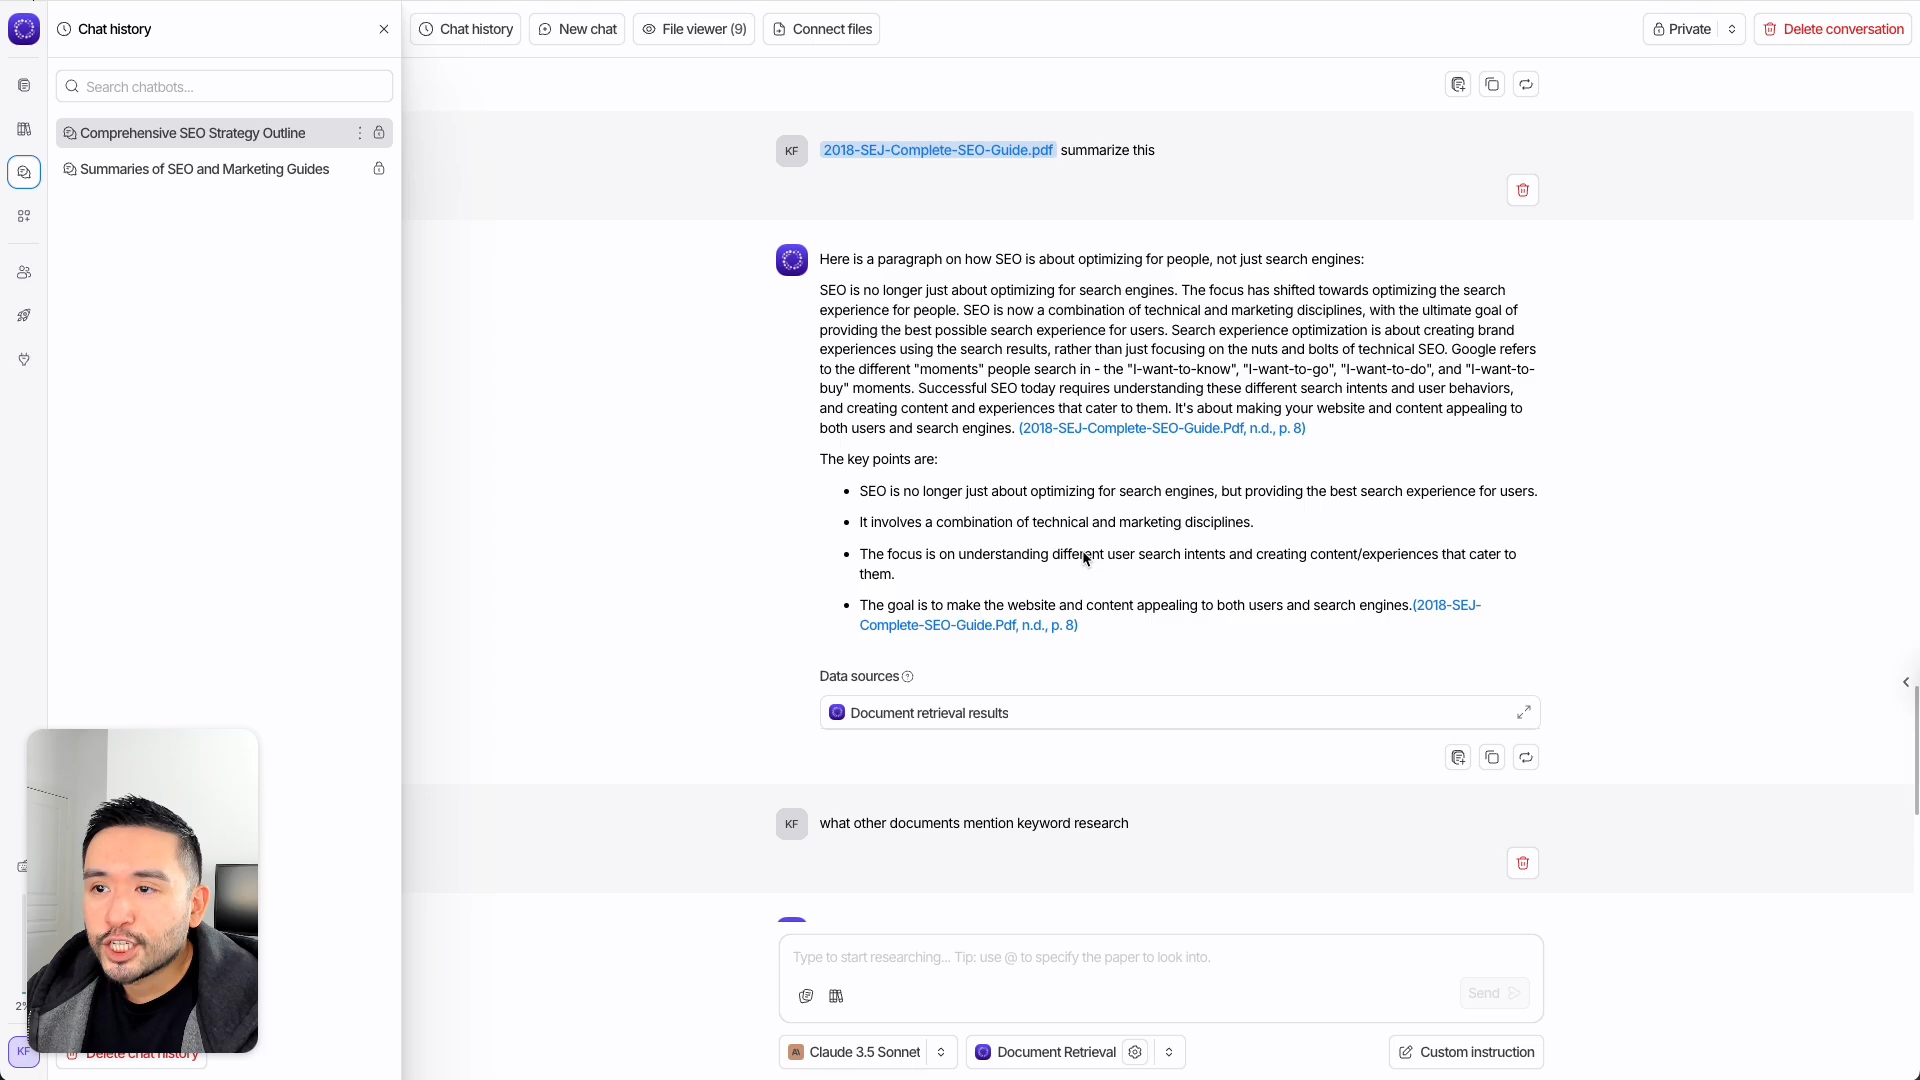 Chat history
Search chatbots...
Comprehensive SEO Strategy Outline
Summaries of SEO and Marketing Guides
Delete chat history
KF
Chat history
New chat
File viewer (9)
Connect files
Private
Delete conversation
KF
2018-SEJ-Complete-SEO-Guide.pdf summarize this
Here is a paragraph on how SEO is about optimizing for people, not just search engines:
SEO is no longer just about optimizing for search engines. The focus has shifted towards optimizing the search
experience for people. SEO is now a combination of technical and marketing disciplines, with the ultimate goal of
providing the best possible search experience for users. Search experience optimization is about creating brand
experiences using the search results, rather than just focusing on the nuts and bolts of technical SEO. Google refers
to the different "moments" people search in - the "I-want-to-know", "I-want-to-go", "I-want-to-do", and "I-want-to-
buy" moments. Successful SEO today requires understanding these different search intents and user behaviors,
and creating content and experiences that cater to them. It's about making your website and content appealing to
both users and search engines. (2018-SEJ-Complete-SEO-Guide.Pdf, n.d., p. 8)
The key points are:
• SEO is no longer just about optimizing for search engines, but providing the best search experience for users.
• It involves a combination of technical and marketing disciplines.
• The focus is on understanding different user search intents and creating content/experiences that cater to
them.
• The goal is to make the website and content appealing to both users and search engines.(2018-SEJ-
Complete-SEO-Guide.Pdf, n.d., p. 8)
Data sources
Document retrieval results
KF
what other documents mention keyword research
Type to start researching... Tip: use @ to specify the paper to look into.
Send
Claude 3.5 Sonnet
Document Retrieval
Custom instruction